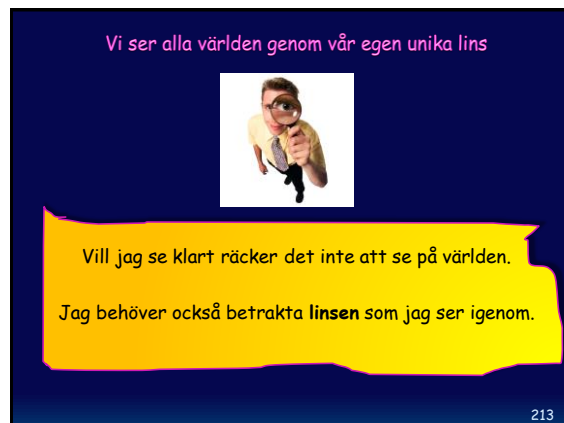 Vi ser alla världen genom vår egen unika lins
Vill jag se klart räcker det inte att se på världen.
Jag behöver också betrakta linsen som jag ser igenom.
213